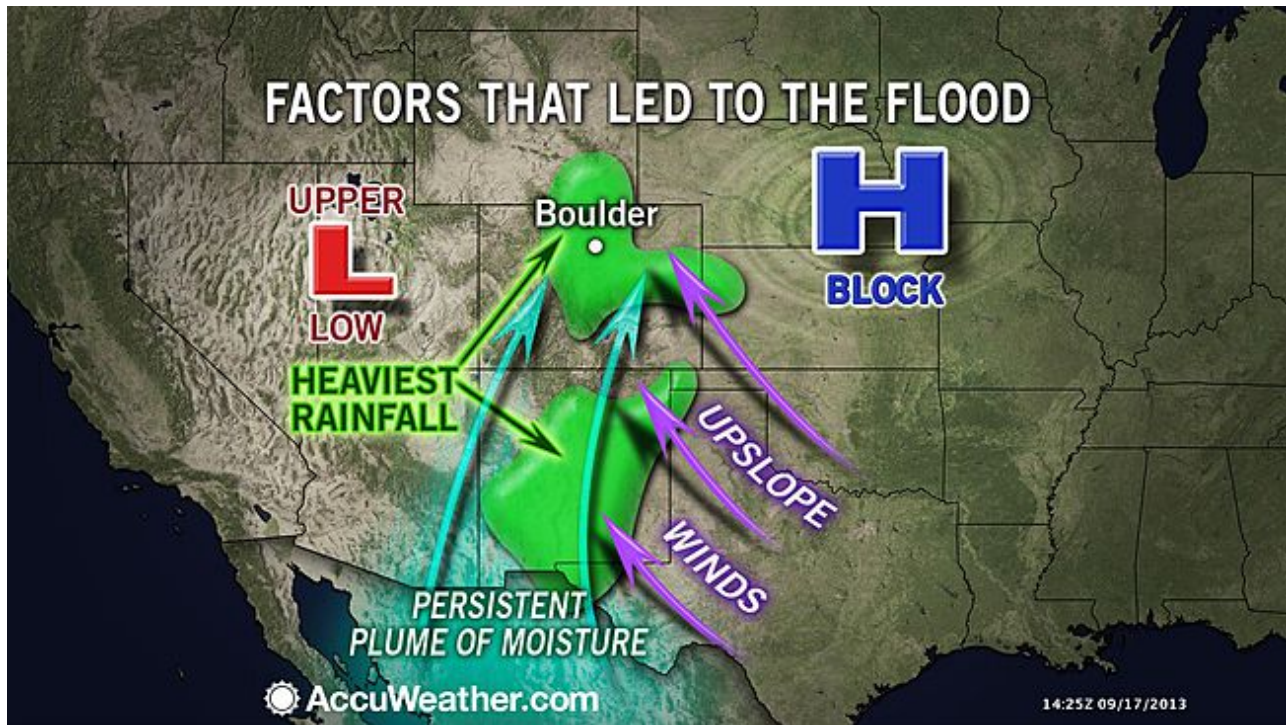 FACTORS THAT LED TO THE FLOOD
UPPER
L
LOW
Boulder
H
BLOCK
HEAVIEST
RAINFALL
UPSLOPE
WINDS
PERSISTENT
PLUME OF MOISTURE
AccuWeather.com
14:25Z 09/17/2013